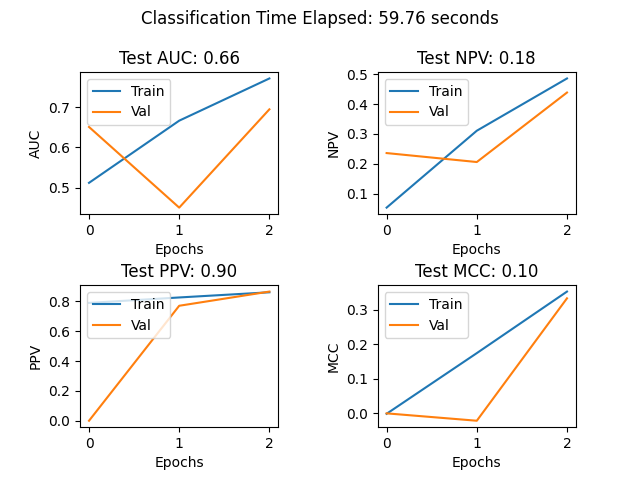 Classification Time Elapsed: 59.76 seconds
Test AUC: 0.66
Train
Val
0.7
0.6
0.5
AUC
0 1 2
Epochs
Test NPV: 0.18
Train
Val
0.5
0.4
0.3
0.2
0.1
NPV
0 1 2
Epochs
Test PPV: 0.90
Train
Val
0.8
0.6
0.4
0.2
0.0
PPV
0 1 2
Epochs
Test MCC: 0.10
Train
Val
0.3
0.2
0.1
0.0
MCC
0 1 2
Epochs